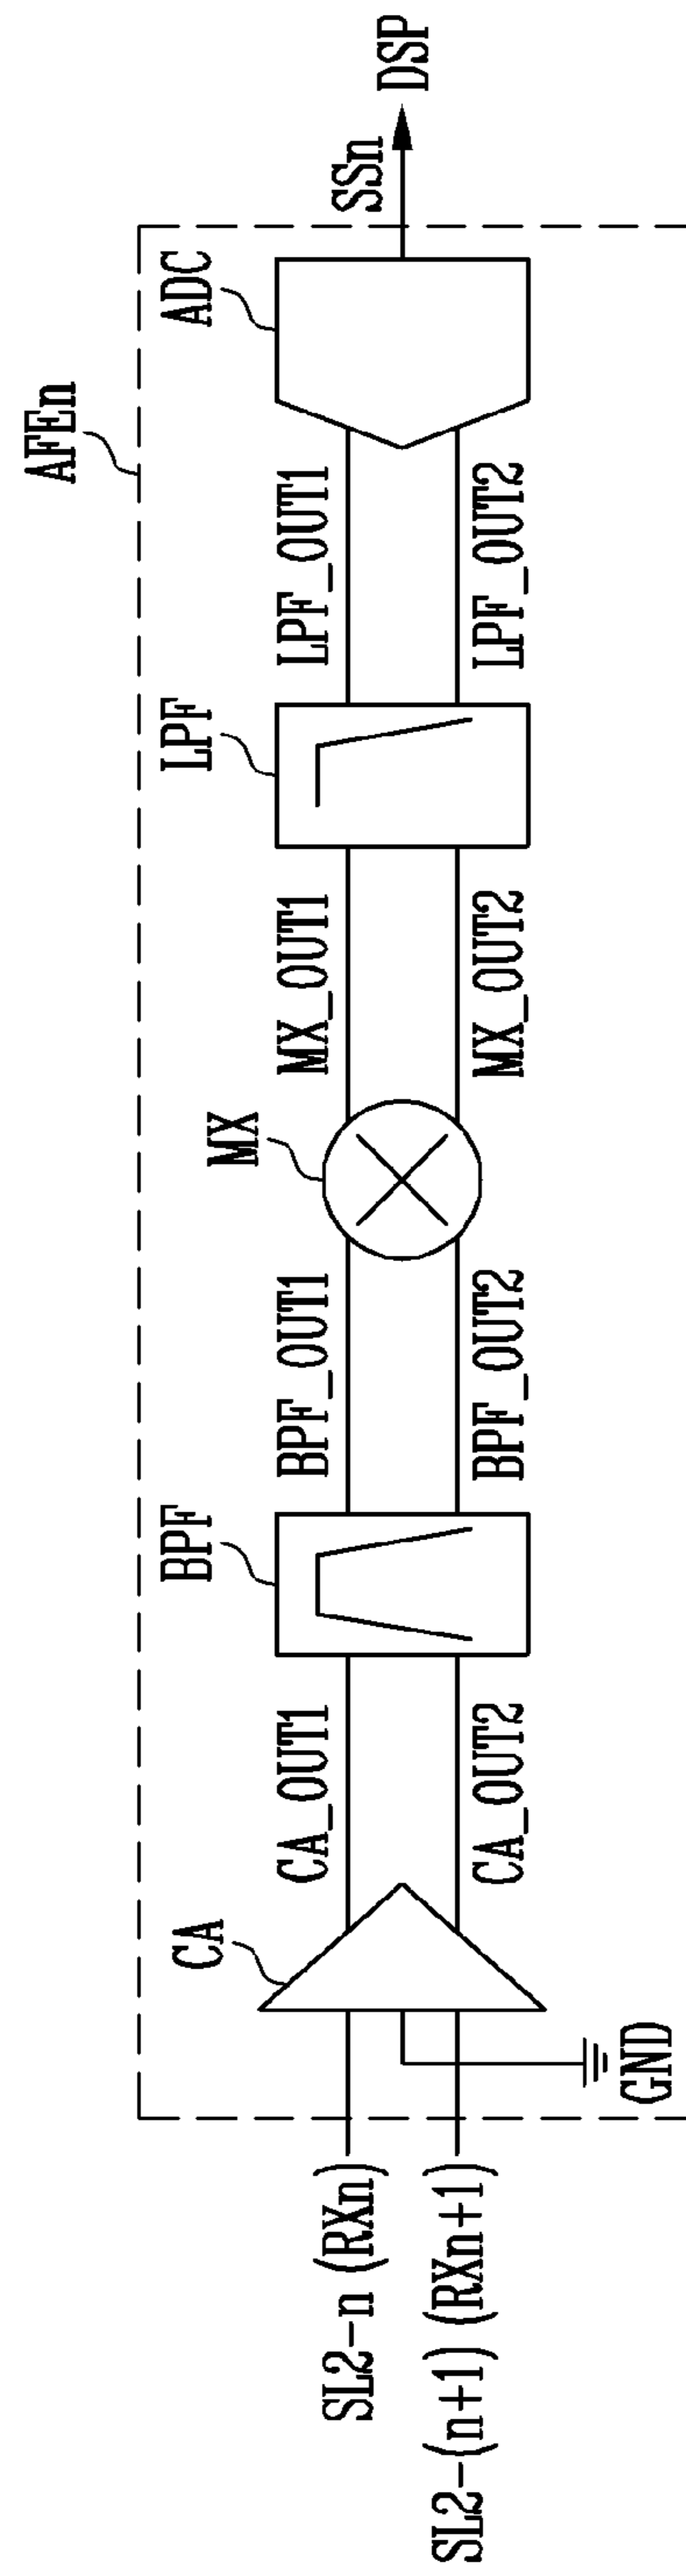 AFEn
CA
BPF
MX
LPF
ADC
SL2-n (RXn)
CA_OUT1
BPF_OUT1
MX_OUT1
LPF_OUT1
SSn
DSP
SL2-(n+1) (RXn+1)
CA_OUT2
BPF_OUT2
MX_OUT2
LPF_OUT2
GND